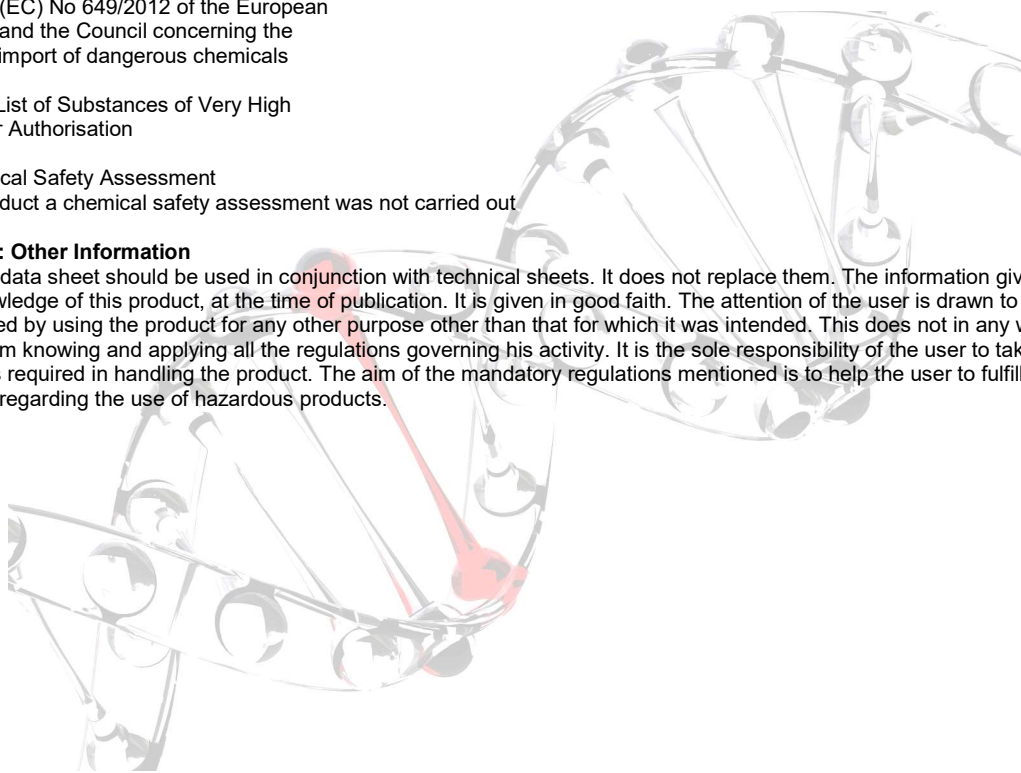 (EC) No 649/2012 of the European
and the Council concerning the
import of dangerous chemicals
List of Substances of Very High
Authorisation
cal Safety Assessment
duct a chemical safety assessment was not carried out
: Other Information
data sheet should be used in conjunction with technical sheets. It does not replace them. The information giv
wledge of this product, at the time of publication. It is given in good faith. The attention of the user is drawn to
ed by using the product for any other purpose other than that for which it was intended. This does not in any w
m knowing and applying all the regulations governing his activity. It is the sole responsibility of the user to tak
s required in handling the product. The aim of the mandatory regulations mentioned is to help the user to fulfill
regarding the use of hazardous products.